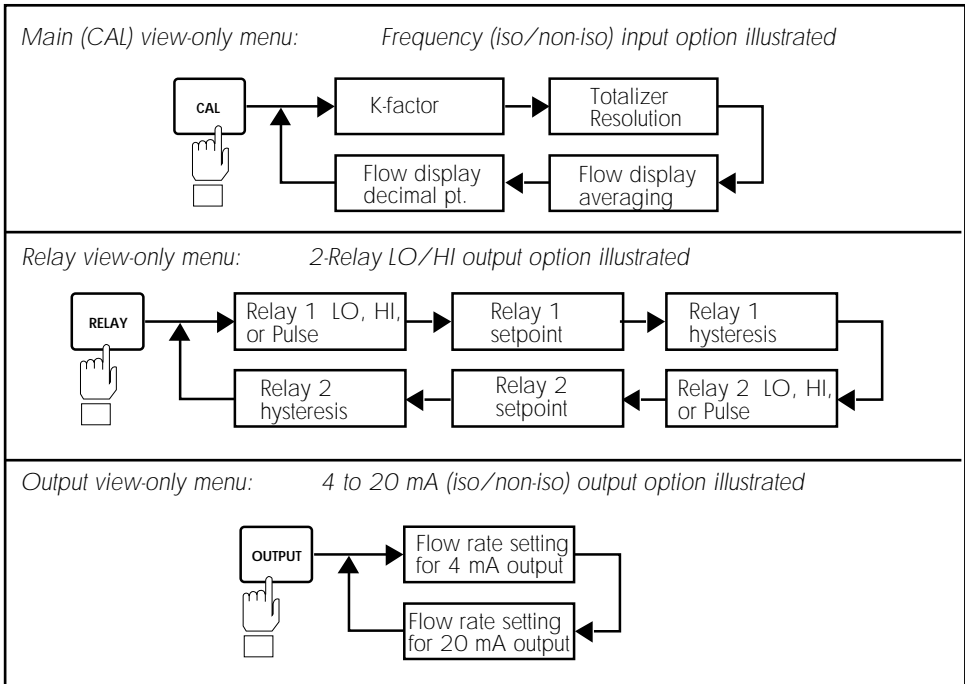 Main (CAL) view-only menu: Frequency (iso/non-iso) input option illustrated
CAL
K-factor
Totalizer
Resolution
Flow display
decimal pt.
Flow display
averaging
Relay view-only menu: 2-Relay LO/HI output option illustrated
RELAY
Relay 1 LO, HI,
or Pulse
Relay 1
setpoint
Relay 1
hysteresis
Relay 2
hysteresis
Relay 2
setpoint
Relay 2 LO, HI,
or Pulse
Output view-only menu: 4 to 20 mA (iso/non-iso) output option illustrated
OUTPUT
Flow rate setting
for 4 mA output
Flow rate setting
for 20 mA output